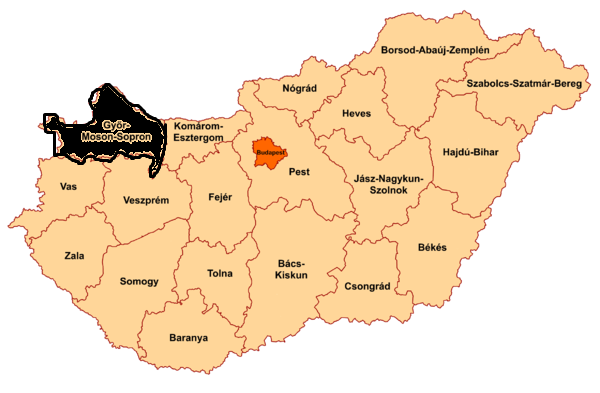 Borsod-Abaúj-Zemplén
Szabolcs-Szatmár-Bereg
Nógrád
Heves
Győr-
Moson-Sopron
Komárom-
Esztergom
Budapest
Hajdú-Bihar
Pest
Jász-Nagykun-
Szolnok
Vas
Veszprém
Fejér
Békés
Zala
Somogy
Tolna
Bács-
Kiskun
Csongrád
Baranya